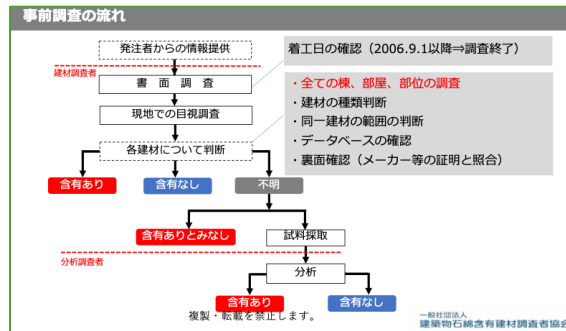 事前調査の流れ
発注者からの情報提供
着工日の確認（2006.9.1以降⇒調査終了）
建材調査者
書面調査
・全ての棟、部屋、部位の調査
・建材の種類判断
・同一建材の範囲の判断
・データベースの確認
・裏面確認（メーカー等の証明と照合）
現地での目視調査
各建材について判断
含有あり
含有なし
不明
含有ありとみなし
試料採取
分析調査者
分析
含有あり
含有なし
複製・転載を禁止します。
一般社団法人
建築物石綿含有建材調査者協会